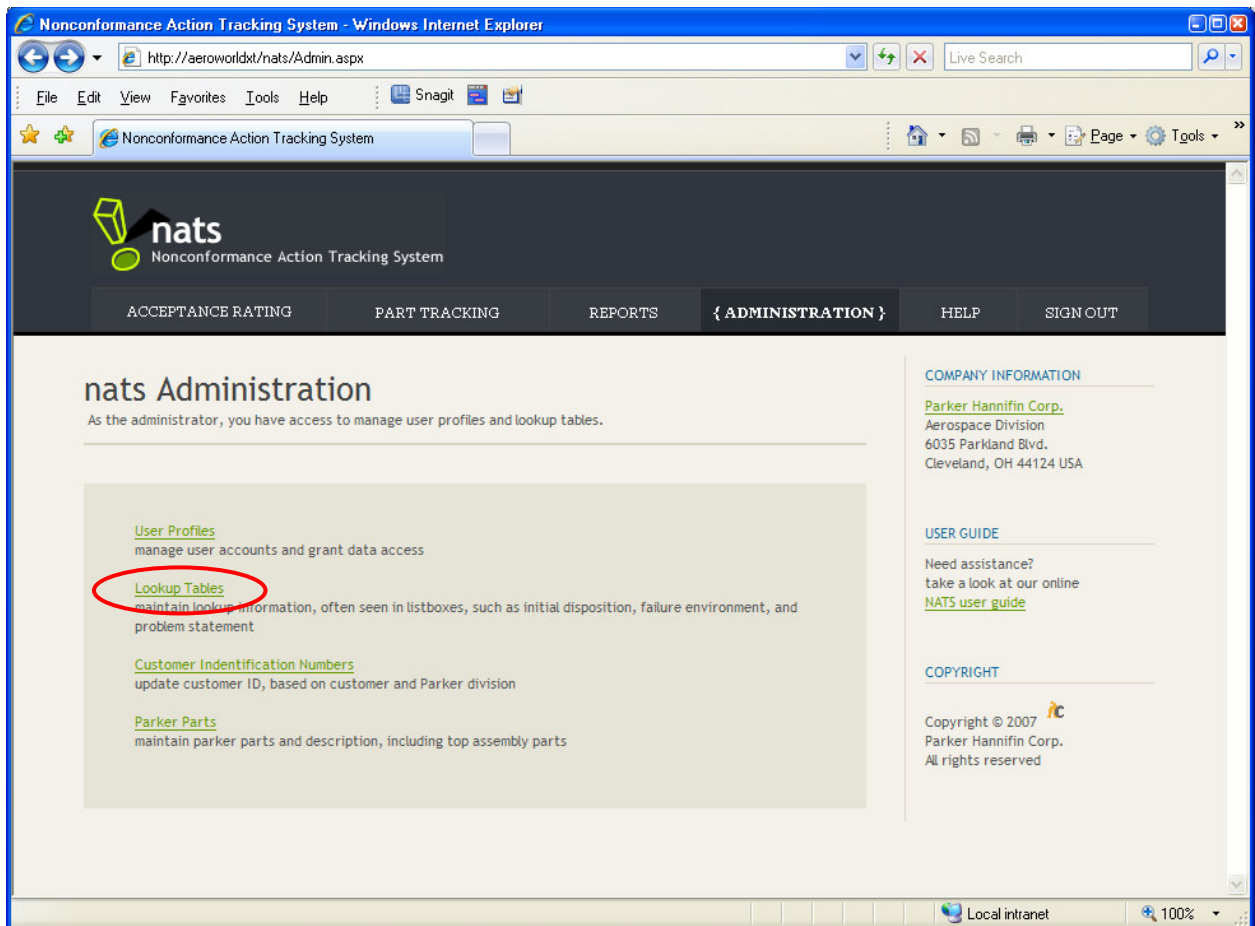 Nonconformance Action Tracking System - Windows Internet Explorer
http://aeroworldxt/nats/Admin.aspx
Live Search
File Edit View Favorites Tools Help Snagit
Nonconformance Action Tracking System
Page Tools »
nats
Nonconformance Action Tracking System
ACCEPTANCE RATING PART TRACKING REPORTS { ADMINISTRATION } HELP SIGN OUT
nats Administration
As the administrator, you have access to manage user profiles and lookup tables.
User Profiles
manage user accounts and grant data access
Lookup Tables
maintain lookup information, often seen in listboxes, such as initial disposition, failure environment, and
problem statement
Customer Indentification Numbers
update customer ID, based on customer and Parker division
Parker Parts
maintain parker parts and description, including top assembly parts
COMPANY INFORMATION
Parker Hannifin Corp.
Aerospace Division
6035 Parkland Blvd.
Cleveland, OH 44124 USA
USER GUIDE
Need assistance?
take a look at our online
NATS user guide
COPYRIGHT
Copyright © 2007 ic
Parker Hannifin Corp.
All rights reserved
Local intranet 100%